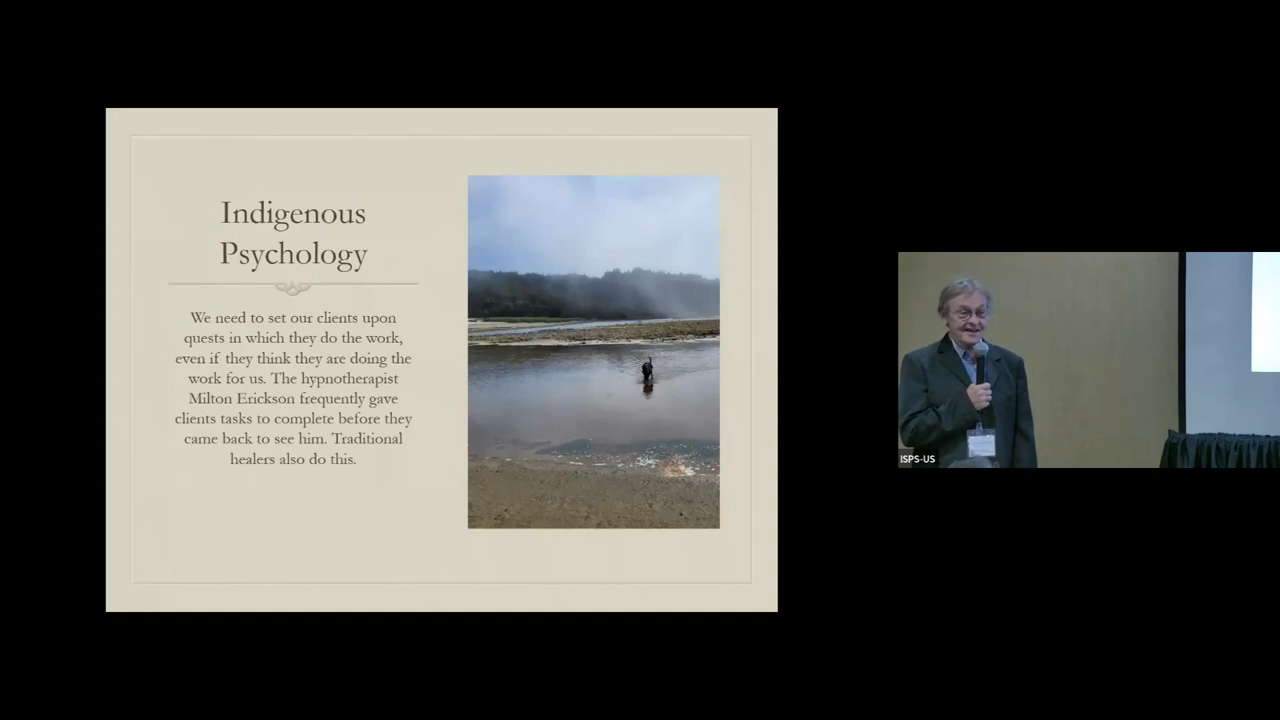 Indigenous
Psychology
We need to set our clients upon
quests in which they do the work,
even if they think they are doing the
work for us. The hypnotherapist
Milton Erickson frequently gave
clients tasks to complete before they
came back to see him. Traditional
healers also do this.
ISPS-US